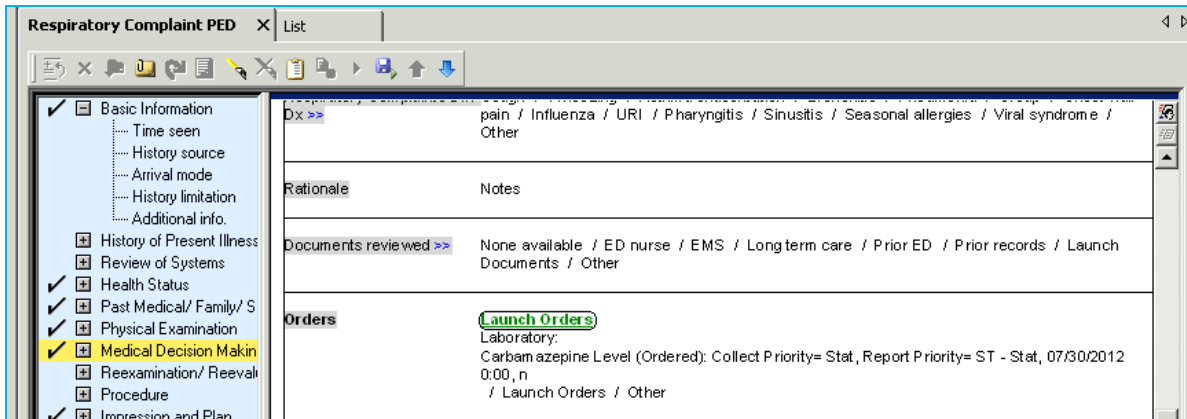 Respiratory Complaint PED X List
Basic Information
Time seen
History source
Arrival mode
History limitation
Additional info.
History of Present Illness
Review of Systems
Health Status
Past Medical/ Family/ S
Physical Examination
Medical Decision Makin
Reexamination/ Reevalu
Procedure
Impression and Plan
Dx >> pain / Influenza / URI / Pharyngitis / Sinusitis / Seasonal allergies / Viral syndrome /
Other
Rationale Notes
Documents reviewed >> None available / ED nurse / EMS / Long term care / Prior ED / Prior records / Launch
Documents / Other
Orders Launch Orders
Laboratory:
Carbamazepine Level (Ordered): Collect Priority= Stat, Report Priority= ST - Stat, 07/30/2012
0:00, n
/ Launch Orders / Other